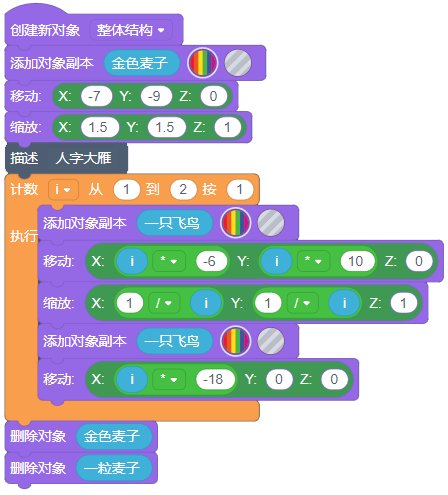 创建新对象 整体结构
添加对象副本 金色麦子
移动: X: -7 Y: -9 Z: 0
缩放: X: 1.5 Y: 1.5 Z: 1
描述 人字大雁
计数 i 从 1 到 2 按 1
执行
添加对象副本 一只飞鸟
移动: X: i * -6 Y: i * 10 Z: 0
缩放: X: 1 / i Y: 1 / i Z: 1
添加对象副本 一只飞鸟
移动: X: i * -18 Y: 0 Z: 0
删除对象 金色麦子
删除对象 一粒麦子